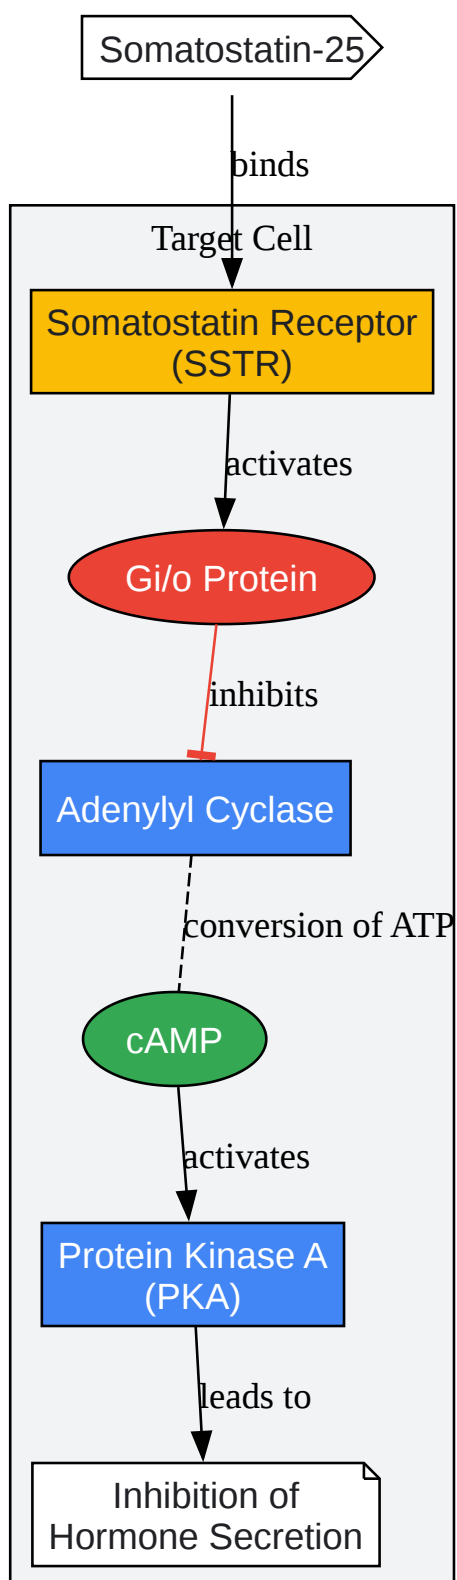 Somatostatin-25
binds
Target Cell
Somatostatin Receptor
(SSTR)
activates
Gi/o Protein
inhibits
Adenylyl Cyclase
conversion of ATP
cAMP
activates
Protein Kinase A
(PKA)
leads to
Inhibition of
Hormone Secretion